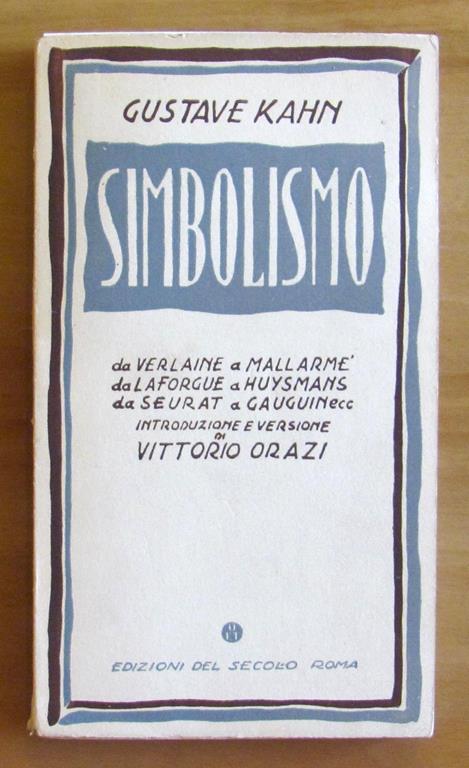 GUSTAVE KAHN
SIMBOLISMO
da VERLAINE a MALLARME'
da LAFORGUE a HUYSMANS
da SEURAT a GAUGUIN ecc
INTRODUZIONE E VERSIONE
DI
VITTORIO ORAZI
EDIZIONI DEL SECOLO ROMA